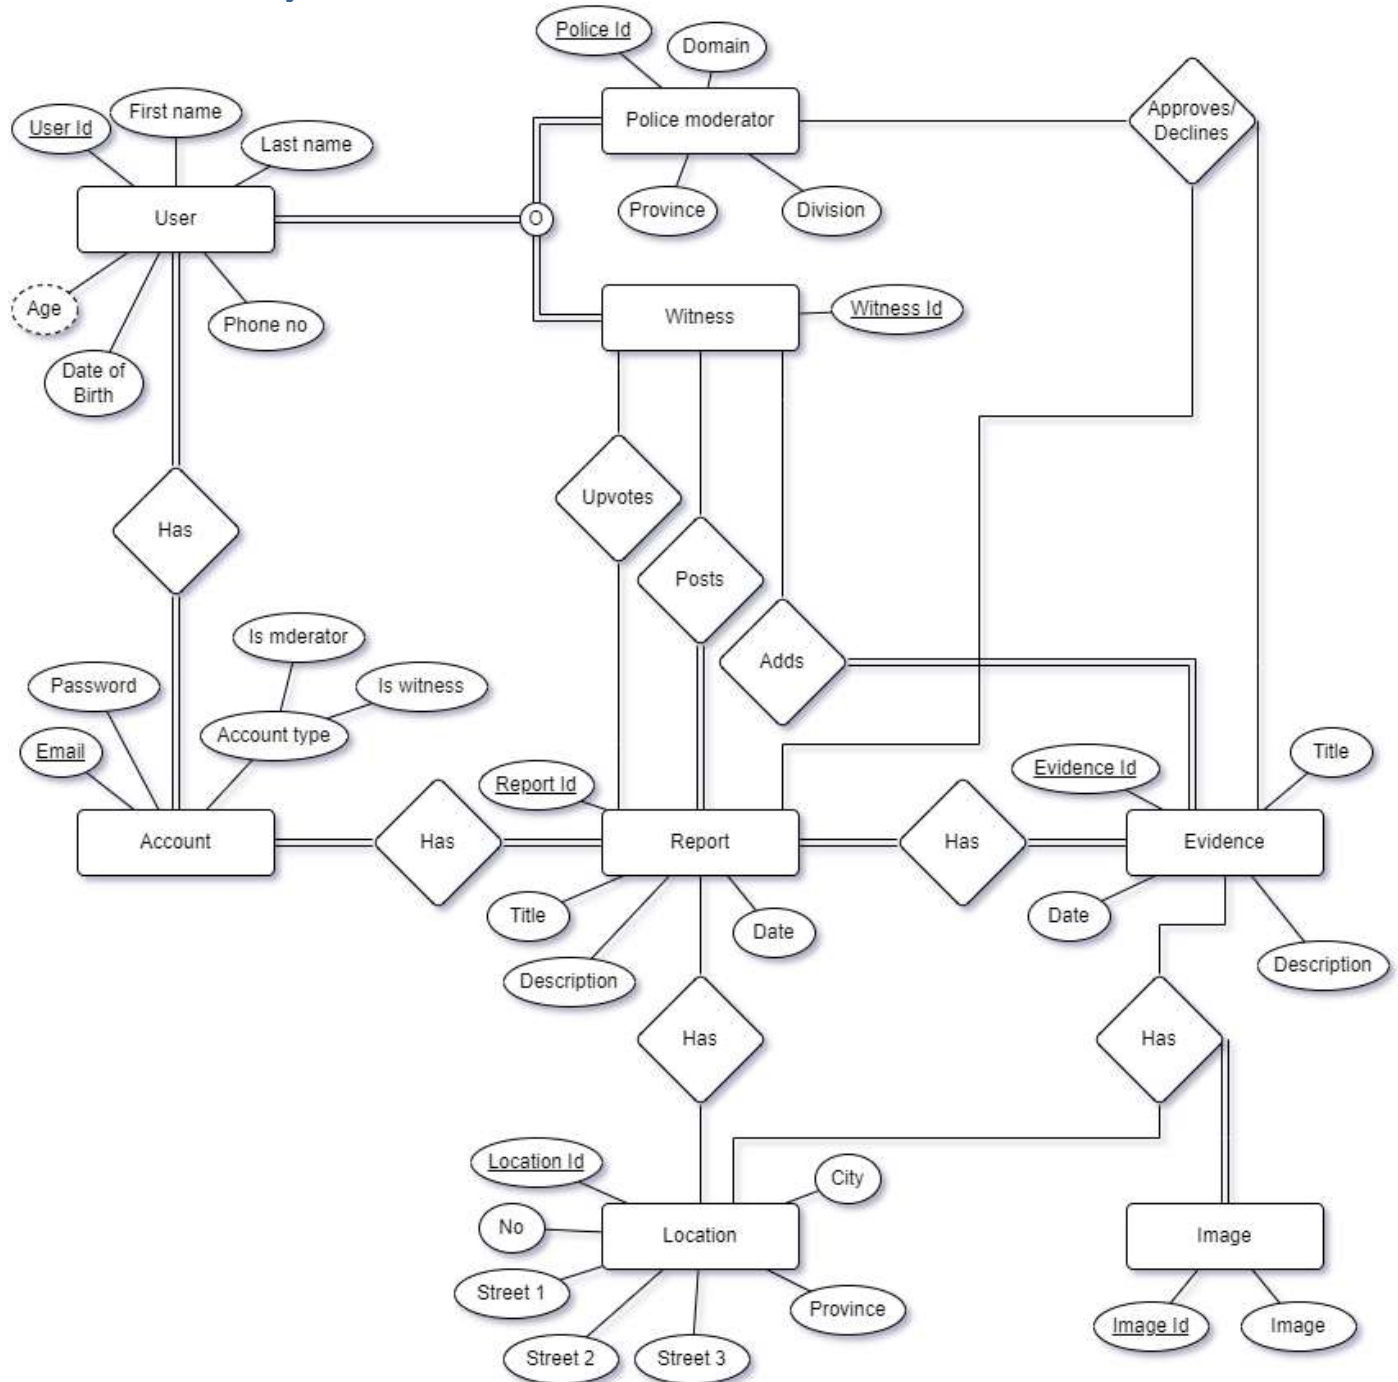 Police Id
Domain
Approves/
Declines
Police moderator
User Id
First name
Last name
Province
Division
User
O
Age
Phone no
Date of
Birth
Witness
Witness Id
Upvotes
Has
Posts
Adds
Is mderator
Is witness
Password
Account type
Email
Report Id
Evidence Id
Title
Account
Has
Report
Has
Evidence
Title
Date
Date
Description
Description
Has
Has
Location Id
City
No
Location
Image
Street 1
Province
Street 2
Street 3
Image Id
Image